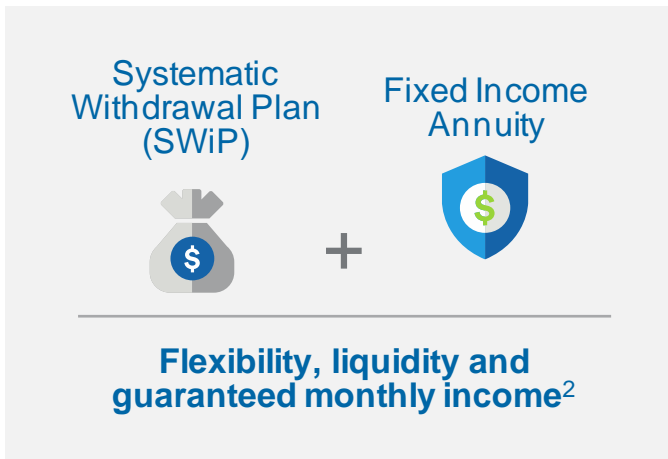 Systematic
Withdrawal Plan
(SWiP)
Fixed Income
Annuity
$
+
$
Flexibility, liquidity and
guaranteed monthly income²